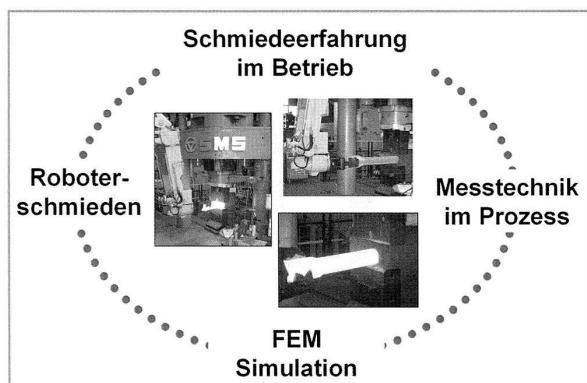 Schmiedeerfahrung
im Betrieb
SMS
Roboter-
schmieden
Messtechnik
im Prozess
FEM
Simulation